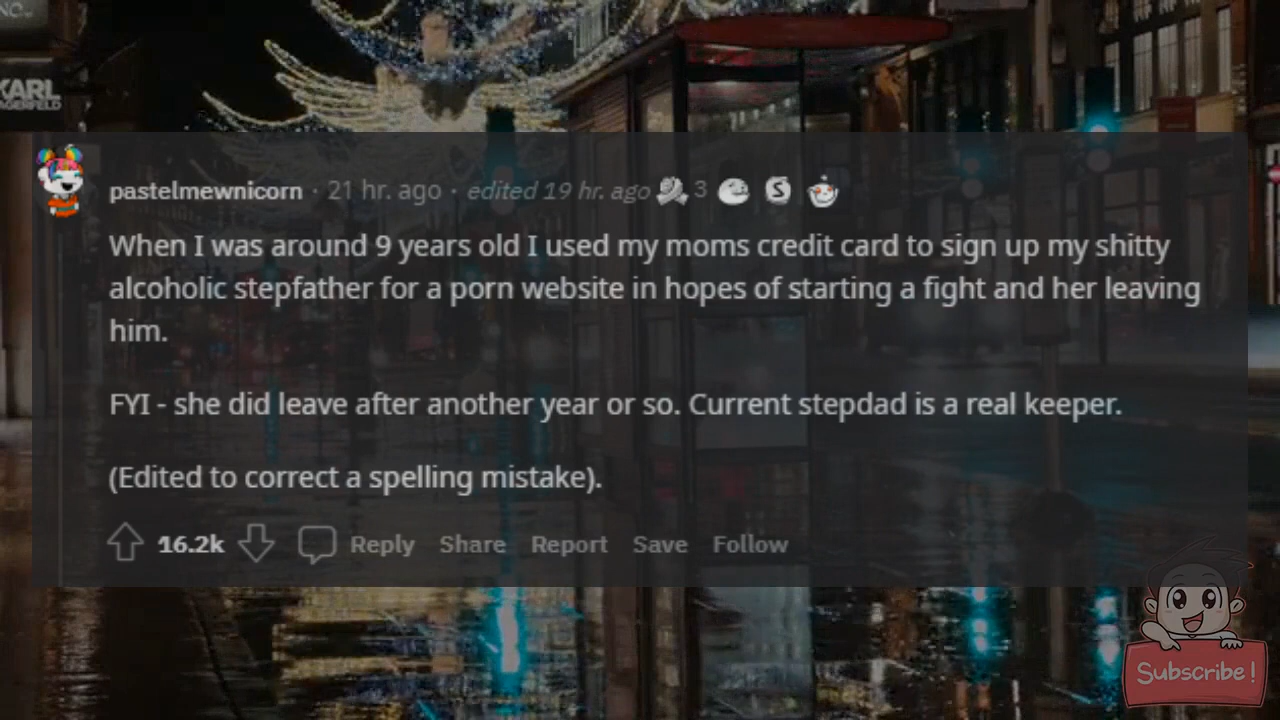 NC.
KARL
LAGERFELD
pastelmewnicorn · 21 hr. ago · edited 19 hr. ago 3 S
When I was around 9 years old I used my moms credit card to sign up my shitty
alcoholic stepfather for a porn website in hopes of starting a fight and her leaving
him.
FYI - she did leave after another year or so. Current stepdad is a real keeper.
(Edited to correct a spelling mistake).
16.2k Reply Share Report Save Follow
Subscribe!